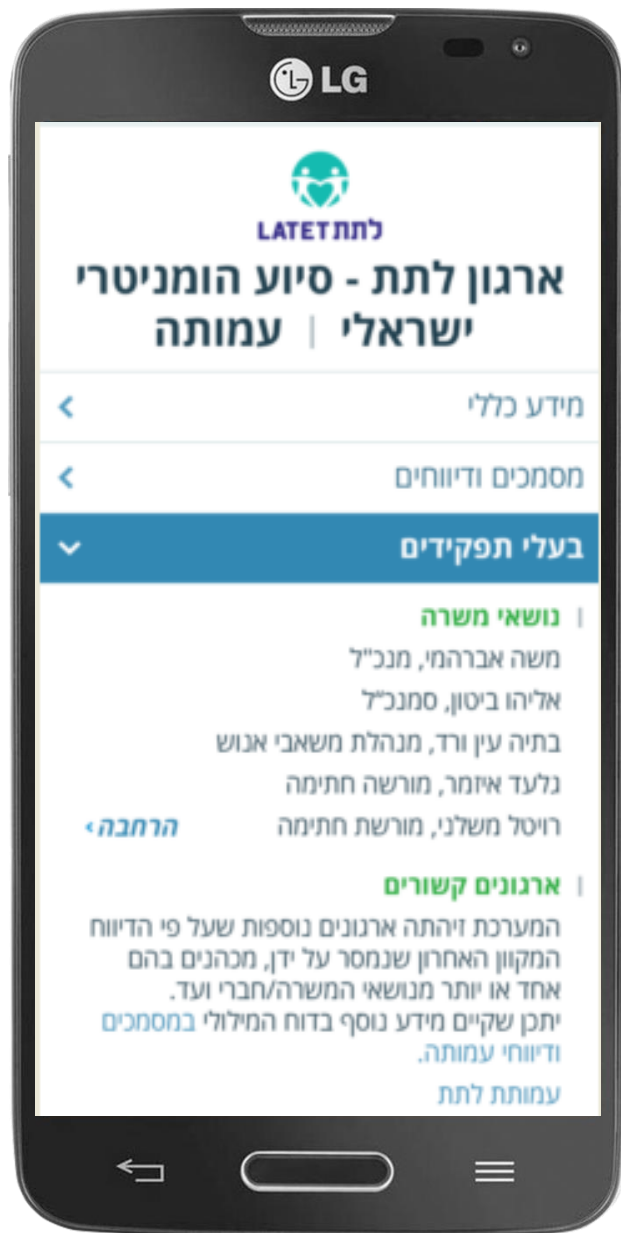 LG
LATET לתת
ארגון לתת - סיוע הומניטרי
ישראלי | עמותה
מידע כללי
מסמכים ודיווחים
בעלי תפקידים
נושאי משרה
משה אברהמי, מנכ"ל
אליהו ביטון, סמנכ"ל
בתיה עין ורד, מנהלת משאבי אנוש
גלעד איזמר, מורשה חתימה
רויטל משלני, מורשת חתימה הרחבה
ארגונים קשורים
המערכת זיהתה ארגונים נוספות שעל פי הדיווח
המקוון האחרון שנמסר על ידן, מכהנים בהם
אחד או יותר מנושאי המשרה/חברי ועד.
יתכן שקיים מידע נוסף בדוח המילולי במסמכים
ודיווחי עמותה.
עמותת לתת